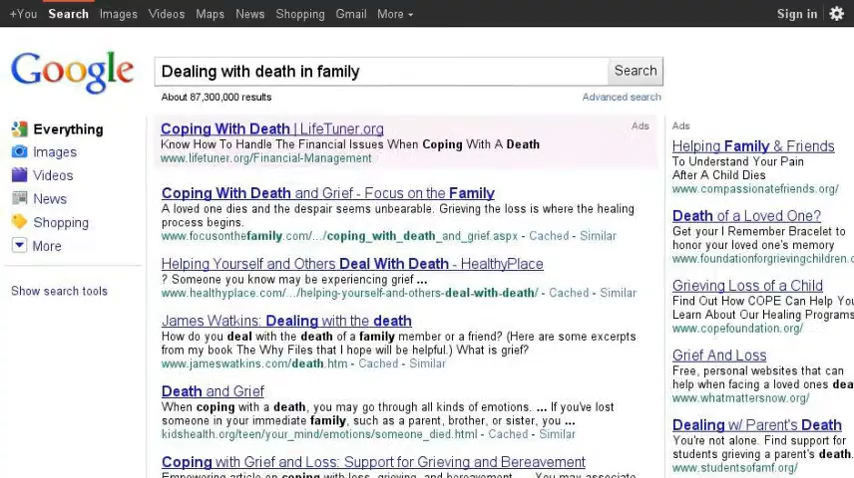 +You Search Images Videos Maps News Shopping Gmail More Sign in
Google
Dealing with death in family Search
About 87,300,000 results Advanced search
Everything
Images
Videos
News
Shopping
More
Show search tools
Coping With Death | LifeTuner.org Ads
Know How To Handle The Financial Issues When Coping With A Death
www.lifetuner.org/Financial-Management
Coping With Death and Grief - Focus on the Family
A loved one dies and the despair seems unbearable. Grieving the loss is where the healing
process begins.
www.focusonthefamily.com/.../coping_with_death_and_grief.aspx - Cached - Similar
Helping Yourself and Others Deal With Death - HealthyPlace
? Someone you know may be experiencing grief ...
www.healthyplace.com/.../helping-yourself-and-others-deal-with-death/ - Cached - Similar
James Watkins: Dealing with the death
How do you deal with the death of a family member or a friend? (Here are some excerpts
from my book The Why Files that I hope will be helpful.) What is grief?
www.jameswatkins.com/death.htm - Cached - Similar
Death and Grief
When coping with a death, you may go through all kinds of emotions. ... If you've lost
someone in your immediate family, such as a parent, brother, or sister, you ...
kidshealth.org/teen/your_mind/emotions/someone_died.html - Cached - Similar
Coping with Grief and Loss: Support for Grieving and Bereavement
Empowering article on coping with loss, grieving, and bereavement. ... You may associate
Ads
Helping Family & Friends
To Understand Your Pain
After A Child Dies
www.compassionatefriends.org/
Death of a Loved One?
Get your I Remember Bracelet to
honor your loved one's memory
www.foundationforgrievingchildren.o
Grieving Loss of a Child
Find Out How COPE Can Help You
Learn About Our Healing Programs
www.copefoundation.org/
Grief And Loss
Free, personal websites that can
help when facing a loved ones dea
www.whatmattersnow.org/
Dealing w/ Parent's Death
You're not alone. Find support for
students grieving a parent's death.
www.studentsofamf.org/